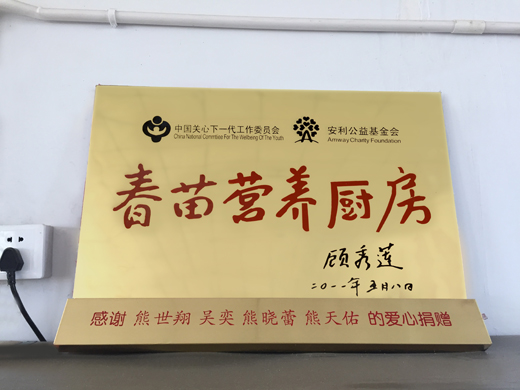 中国关心下一代工作委员会
China National Committee For The Wellbeing Of The Youth
安利公益基金会
Amway Charity Foundation
春苗营养厨房
顾秀莲
二〇一一年五月八日
感谢 熊世翔 吴奕 熊晓蕾 熊天佑 的爱心捐赠